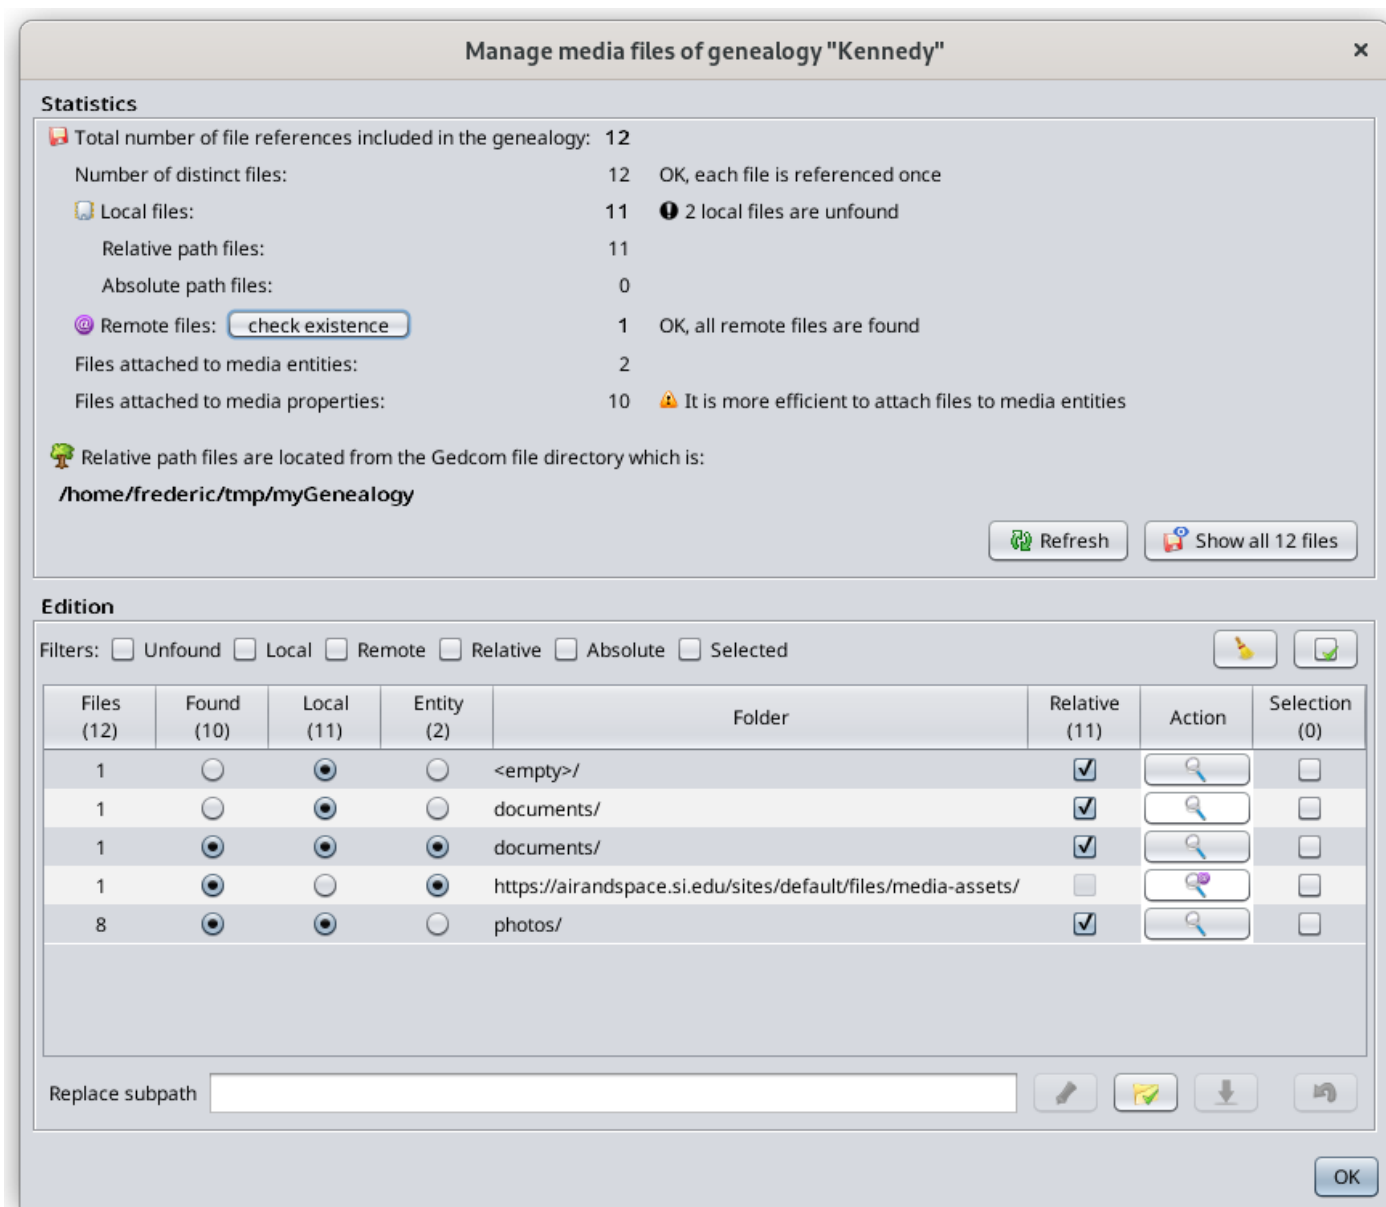 Manage media files of genealogy "Kennedy"
Statistics
Total number of file references included in the genealogy: 12
Number of distinct files: 12 OK, each file is referenced once
Local files: 11 2 local files are unfound
Relative path files: 11
Absolute path files: 0
Remote files: check existence 1 OK, all remote files are found
Files attached to media entities: 2
Files attached to media properties: 10 It is more efficient to attach files to media entities
Relative path files are located from the Gedcom file directory which is:
/home/frederic/tmp/myGenealogy
Refresh Show all 12 files
Edition
Filters: Unfound Local Remote Relative Absolute Selected
Files Found Local Entity Folder Relative Action Selection
(12) (10) (11) (2) (11) (0)
1 <empty>/
1 documents/
1 documents/
1 https://airandspace.si.edu/sites/default/files/media-assets/
8 photos/
Replace subpath
OK